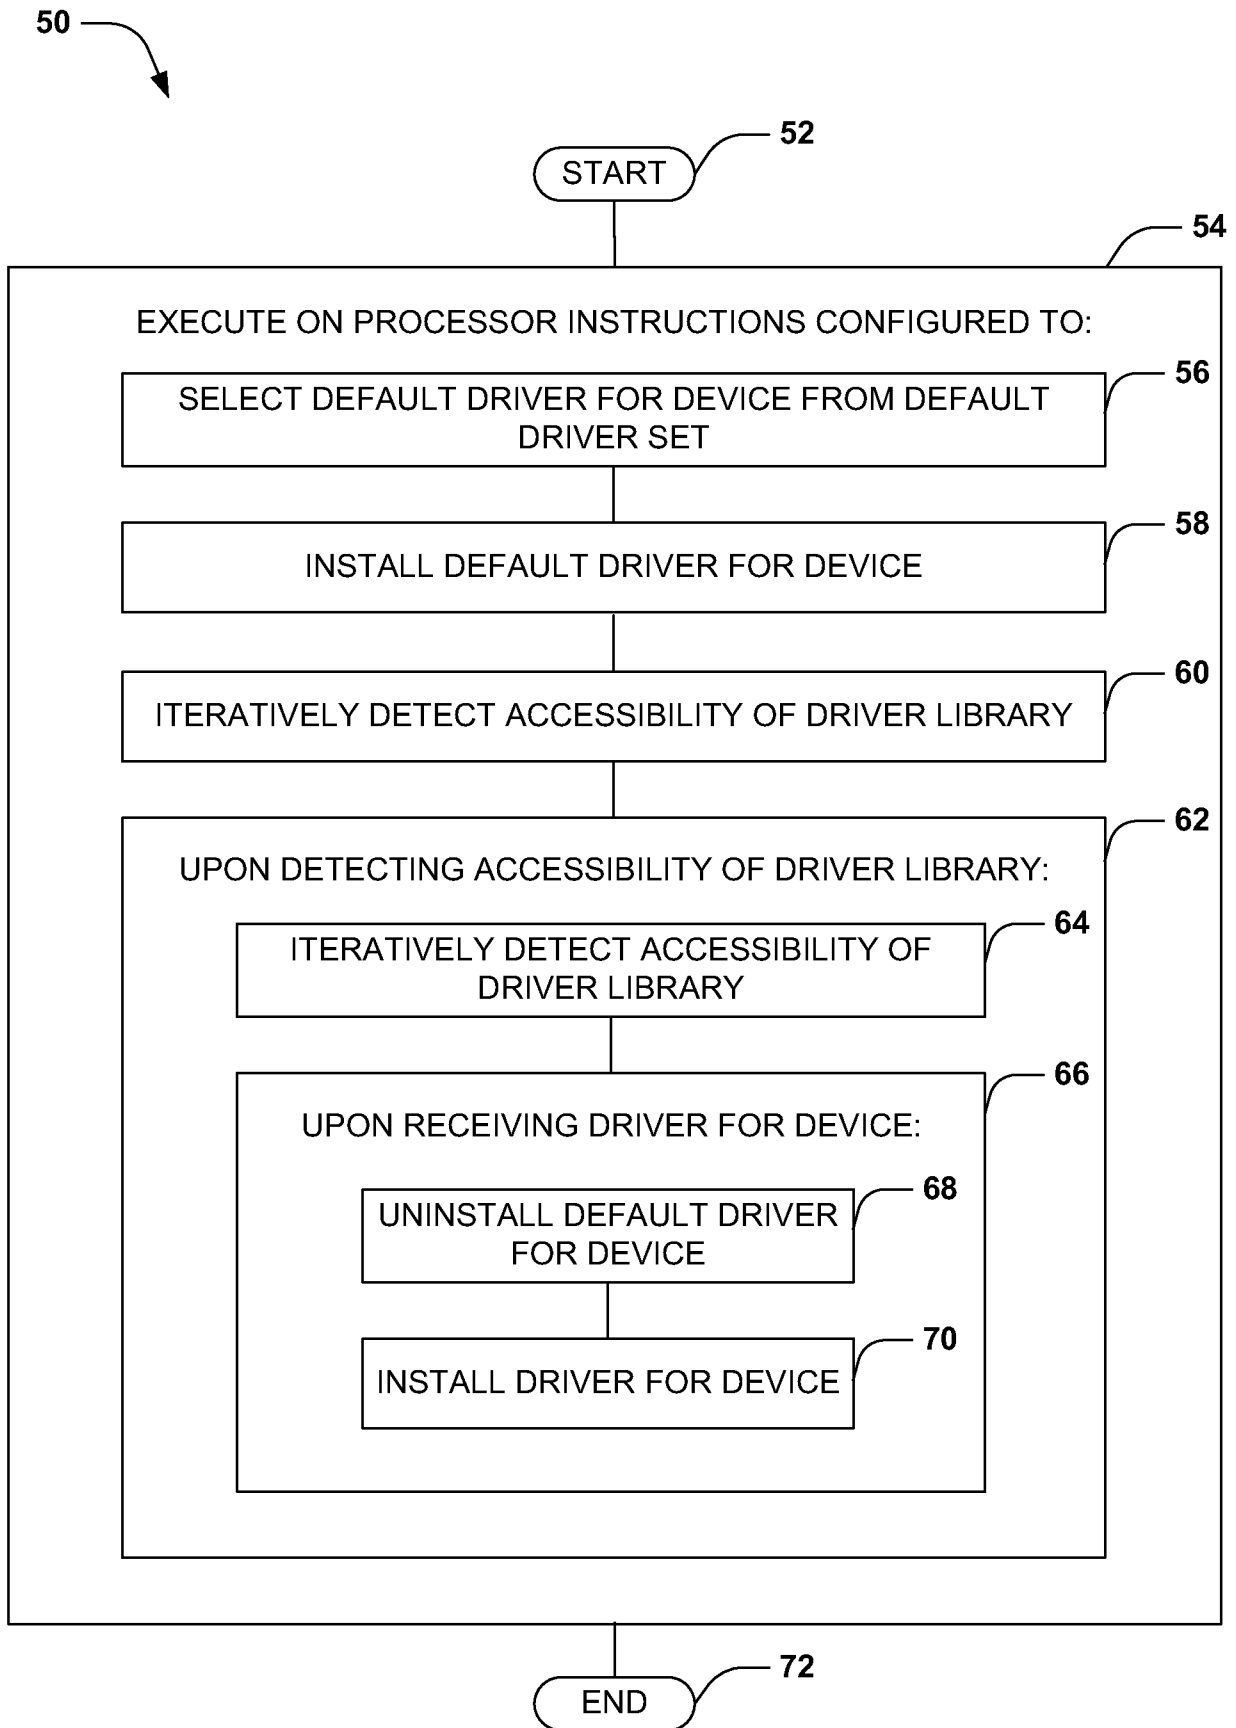 50
52
START
54
EXECUTE ON PROCESSOR INSTRUCTIONS CONFIGURED TO:
56
SELECT DEFAULT DRIVER FOR DEVICE FROM DEFAULT
DRIVER SET
58
INSTALL DEFAULT DRIVER FOR DEVICE
60
ITERATIVELY DETECT ACCESSIBILITY OF DRIVER LIBRARY
62
UPON DETECTING ACCESSIBILITY OF DRIVER LIBRARY:
64
ITERATIVELY DETECT ACCESSIBILITY OF
DRIVER LIBRARY
66
UPON RECEIVING DRIVER FOR DEVICE:
68
UNINSTALL DEFAULT DRIVER
FOR DEVICE
70
INSTALL DRIVER FOR DEVICE
72
END